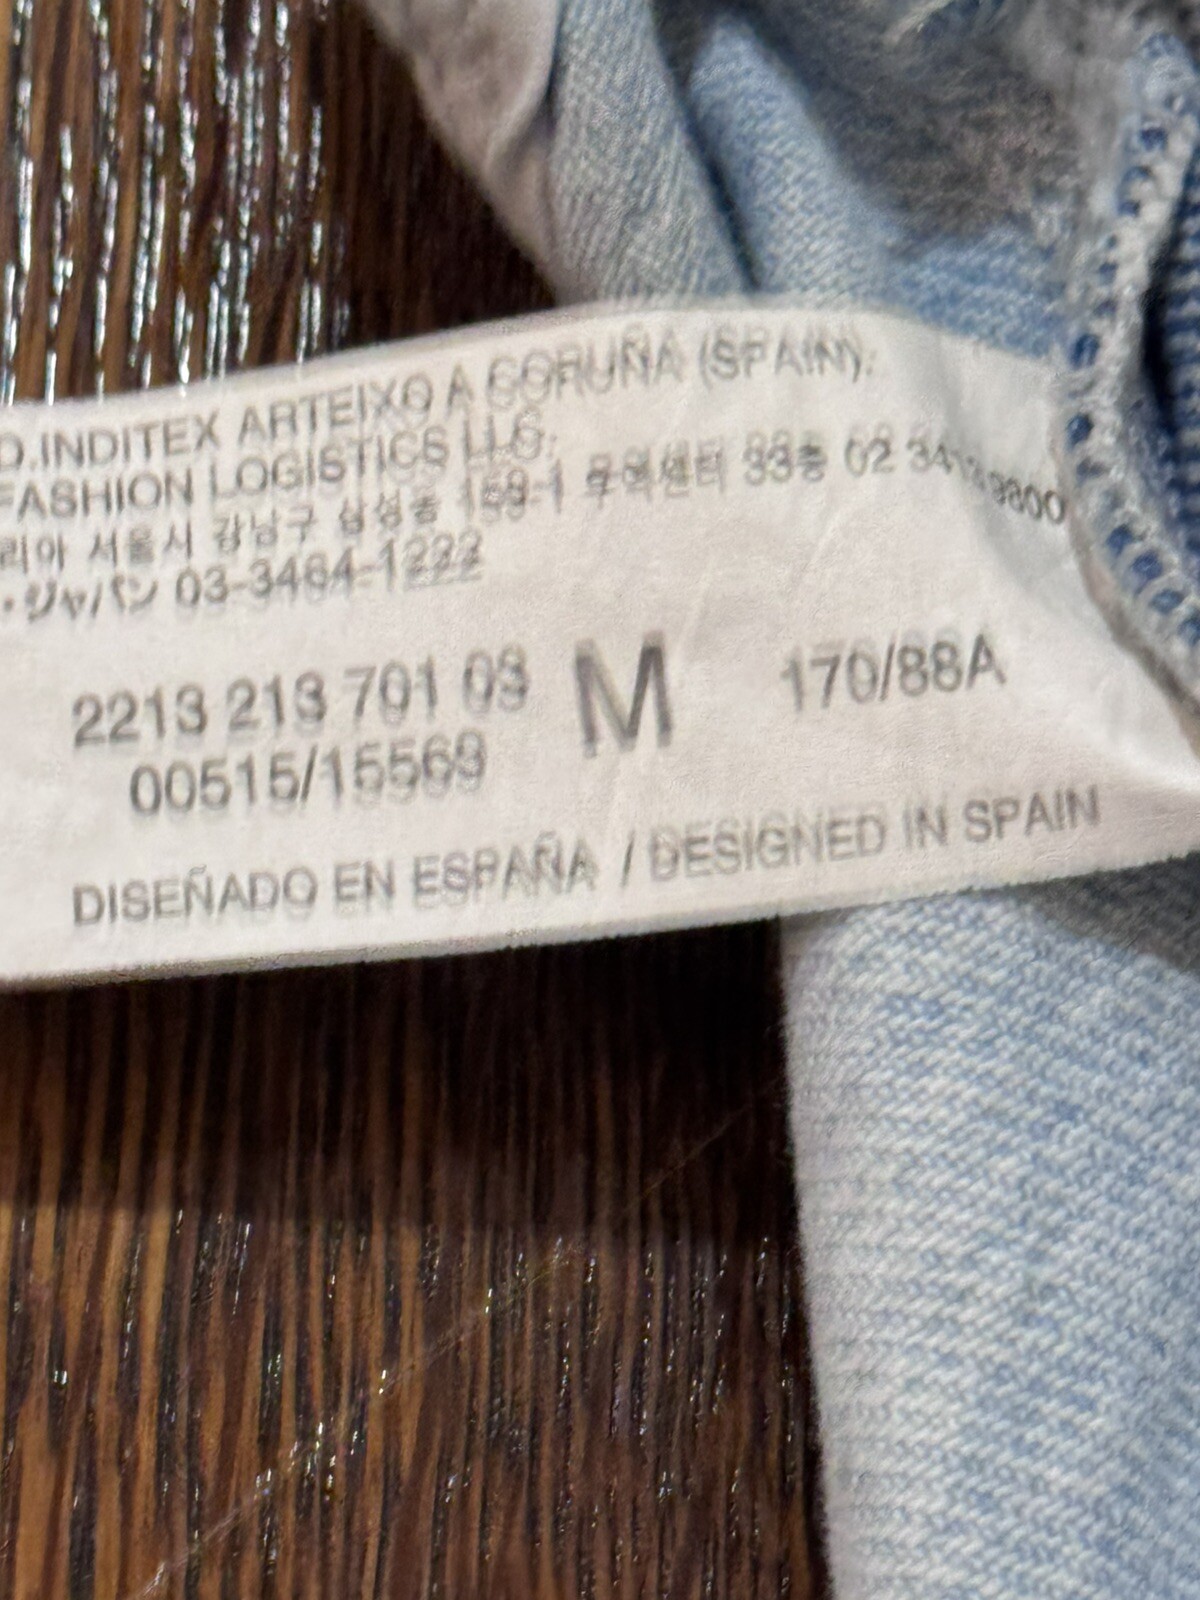 D.INDITEX ARTEIXO A CORUÑA (SPAIN).
FASHION LOGISTICS LLC.
리아 서울시 강남구 삼성동 159-1 무역센터 33층 02 3413 9800
・ジャパン 03-3464-1222
2213 213 701 03 M 170/88A
00515/15569
DISEÑADO EN ESPAÑA / DESIGNED IN SPAIN